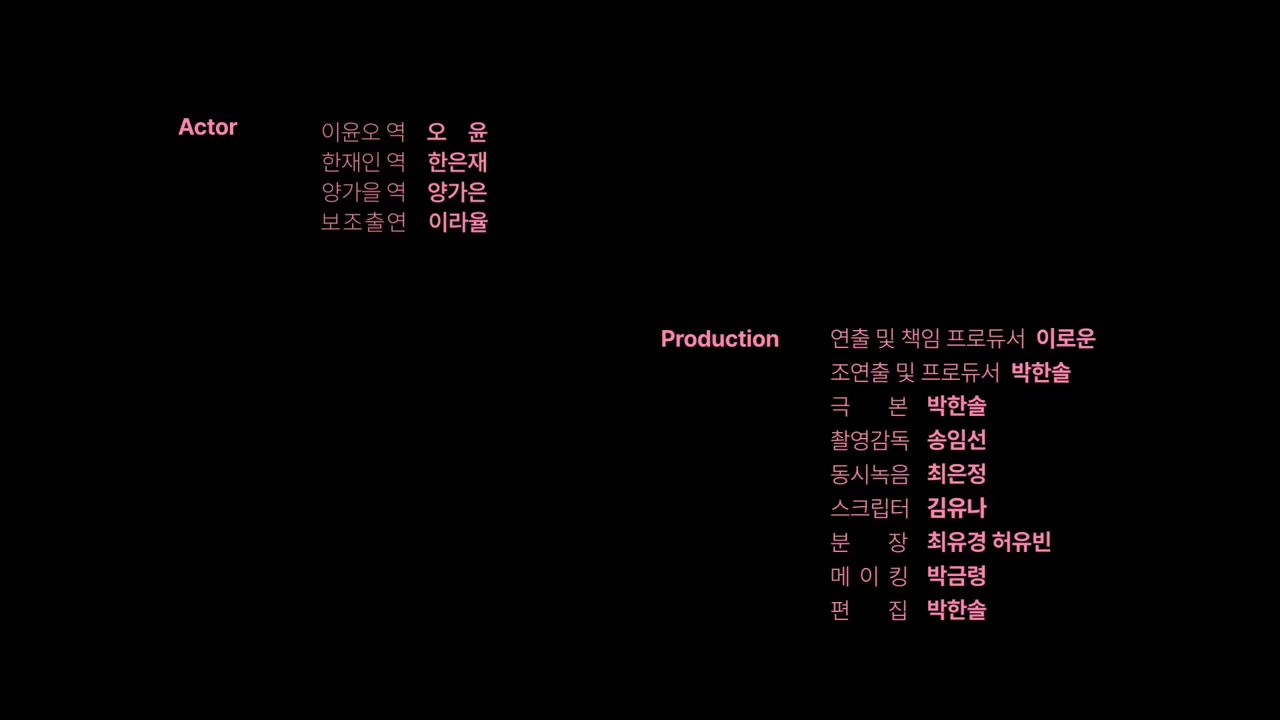 Actor
이윤오 역 오 윤
한재인 역 한은재
양가을 역 양가은
보조출연 이라율
Production
연출 및 책임 프로듀서 이로운
조연출 및 프로듀서 박한솔
극 본 박한솔
촬영감독 송임선
동시녹음 최은정
스크립터 김유나
분 장 최유경 허유빈
메 이 킹 박금령
편 집 박한솔